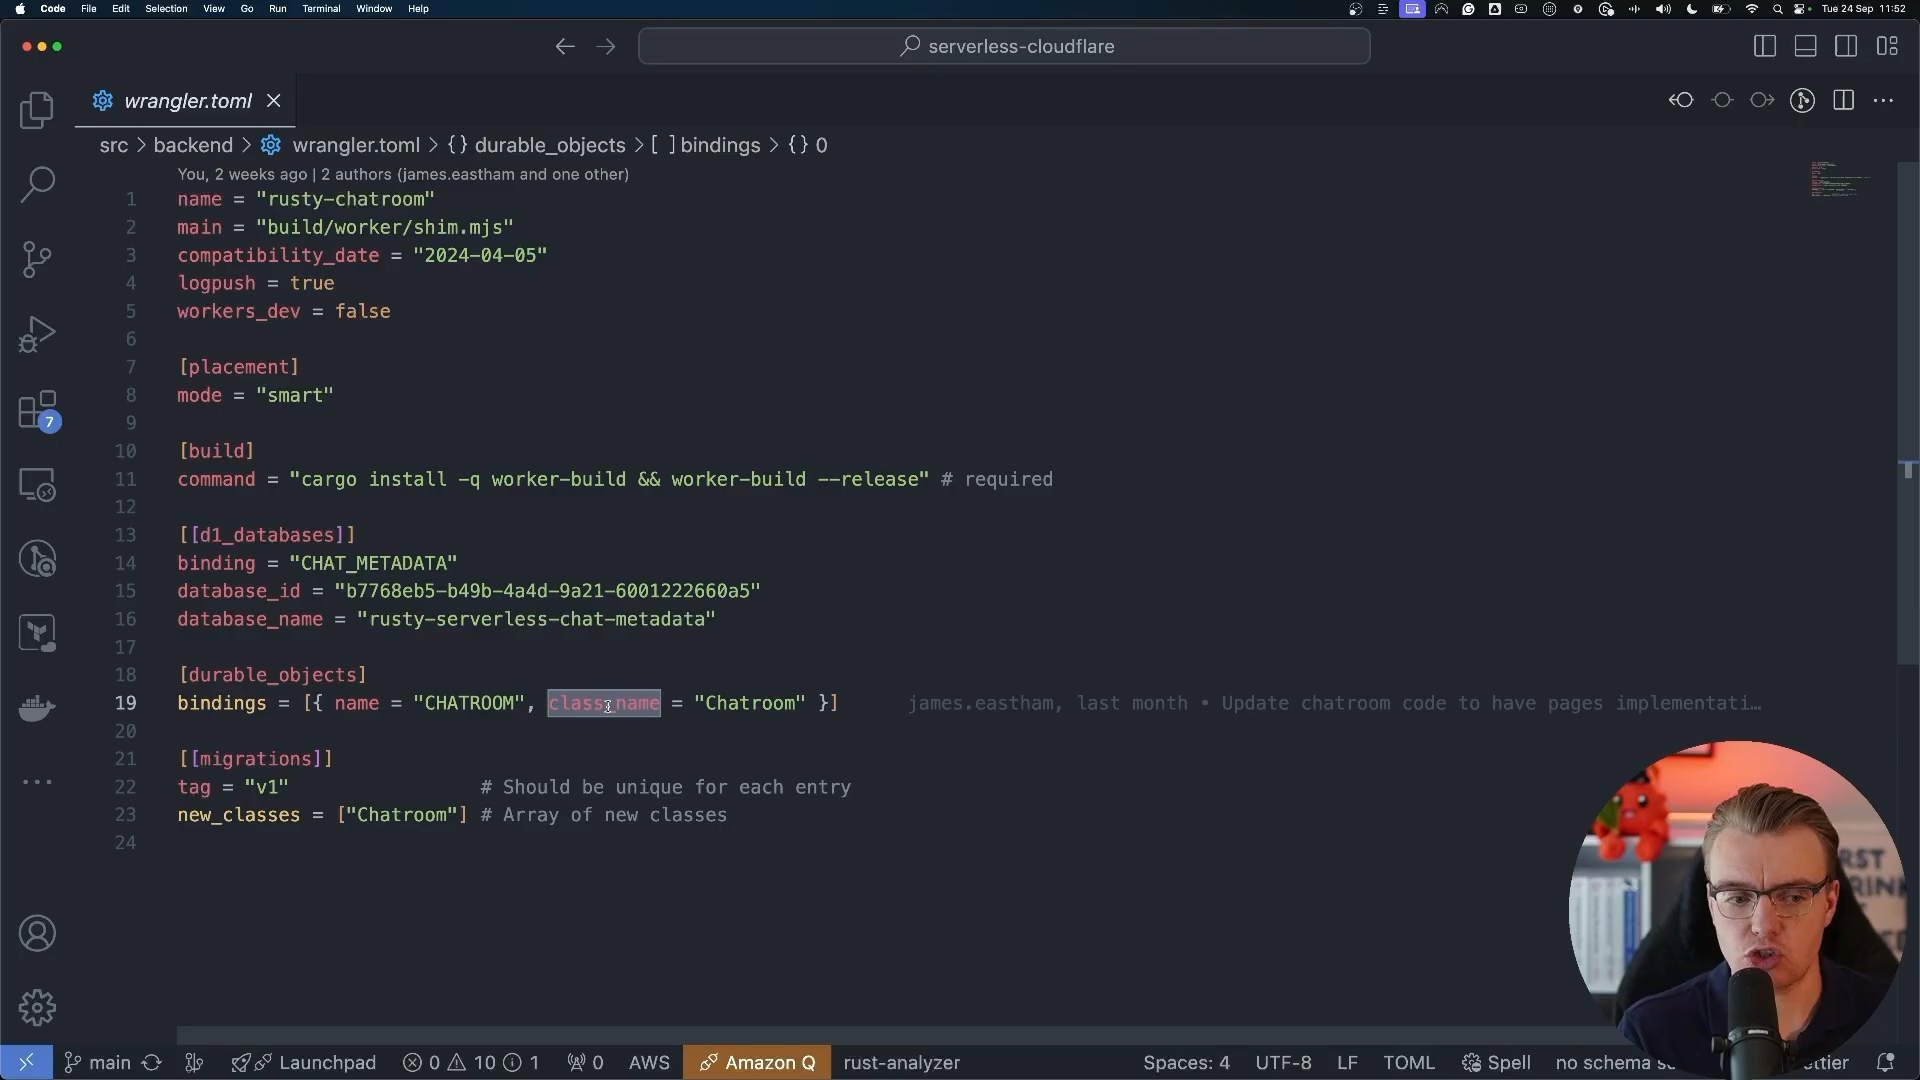 Code File Edit Selection View Go Run Terminal Window Help
Tue 24 Sep 11:52
serverless-cloudflare
wrangler.toml
src > backend > wrangler.toml > {} durable_objects > [ ] bindings > {} 0
You, 2 weeks ago | 2 authors (james.eastham and one other)
1 name = "rusty-chatroom"
2 main = "build/worker/shim.mjs"
3 compatibility_date = "2024-04-05"
4 logpush = true
5 workers_dev = false
6
7 [placement]
8 mode = "smart"
9
10 [build]
11 command = "cargo install -q worker-build && worker-build --release" # required
12
13 [[d1_databases]]
14 binding = "CHAT_METADATA"
15 database_id = "b7768eb5-b49b-4a4d-9a21-6001222660a5"
16 database_name = "rusty-serverless-chat-metadata"
17
18 [durable_objects]
19 bindings = [{ name = "CHATROOM", class_name = "Chatroom" }] james.eastham, last month • Update chatroom code to have pages implementati…
20
21 [[migrations]]
22 tag = "v1" # Should be unique for each entry
23 new_classes = ["Chatroom"] # Array of new classes
24
7
main Launchpad 0 10 1 0 AWS Amazon Q rust-analyzer Spaces: 4 UTF-8 LF TOML Spell no schema